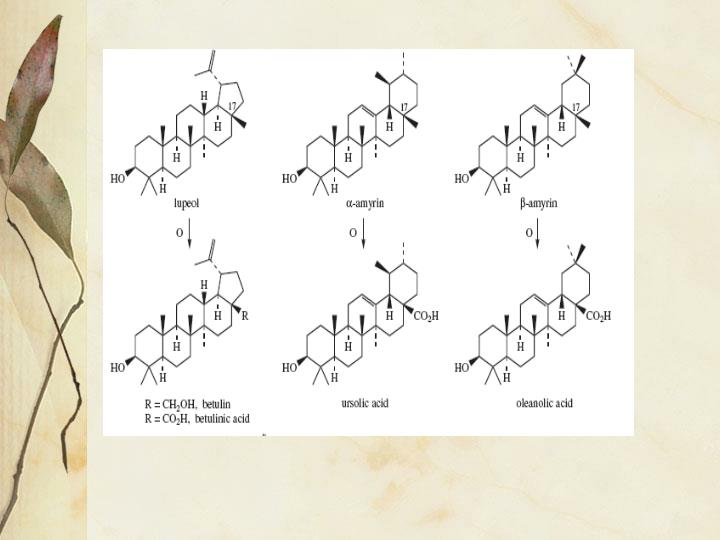 H 17 H H HO H
17 H H HO H
17 H H HO H
lupeol α-amyrin β-amyrin
O O O
H H R H HO H
H CO₂H H HO H
H CO₂H H HO H
R = CH₂OH, betulin
R = CO₂H, betulinic acid
ursolic acid oleanolic acid